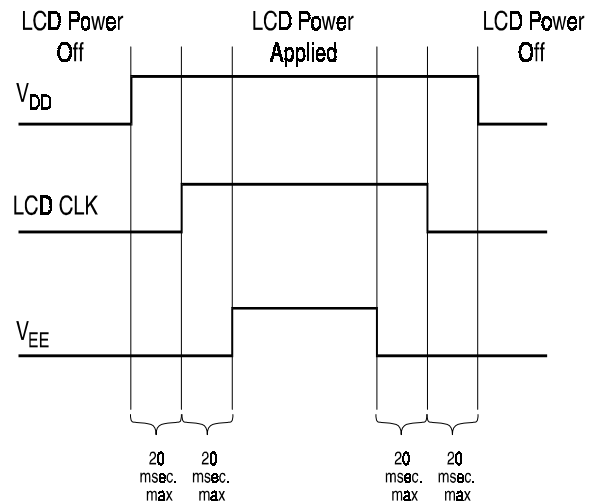 LCD Power
Off
LCD Power
Applied
LCD Power
Off
VDD
LCD CLK
VEE
20
msec.
max
20
msec.
max
20
msec.
max
20
msec.
max